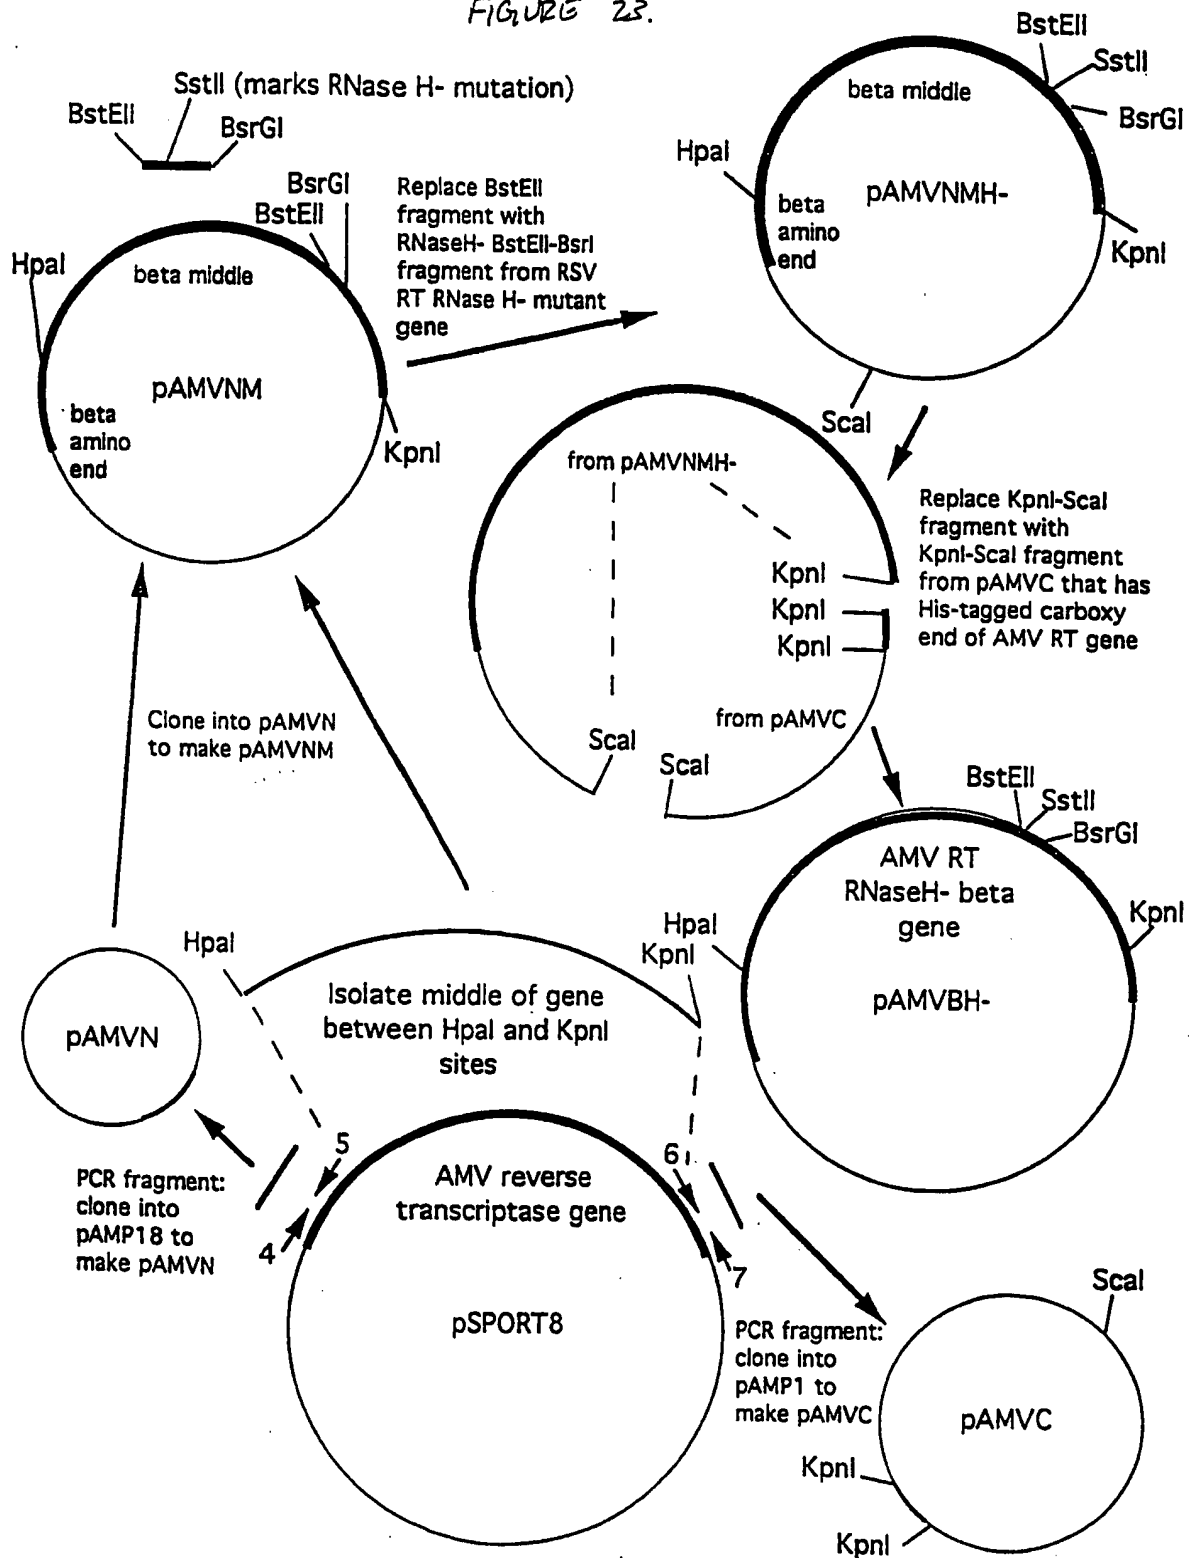 FIGURE 23.
SstII (marks RNase H- mutation)
BstEII
BsrGI
BsrGI
BstEII
HpaI
beta middle
pAMVNM
beta
amino
end
KpnI
Replace BstEII
fragment with
RNaseH- BstEII-BsrI
fragment from RSV
RT RNase H- mutant
gene
BstEII
SstII
BsrGI
beta middle
HpaI
pAMVNMH-
beta
amino
end
KpnI
ScaI
from pAMVNMH-
KpnI
KpnI
KpnI
from pAMVC
ScaI
ScaI
Replace KpnI-ScaI
fragment with
KpnI-ScaI fragment
from pAMVC that has
His-tagged carboxy
end of AMV RT gene
Clone into pAMVN
to make pAMVNM
BstEII
SstII
BsrGI
AMV RT
RNaseH- beta
gene
HpaI
KpnI
pAMVBH-
HpaI
KpnI
Isolate middle of gene
between HpaI and KpnI
sites
pAMVN
5
6
4
7
PCR fragment:
clone into
pAMP18 to
make pAMVN
AMV reverse
transcriptase gene
pSPORT8
PCR fragment:
clone into
pAMP1 to
make pAMVC
ScaI
pAMVC
KpnI
KpnI